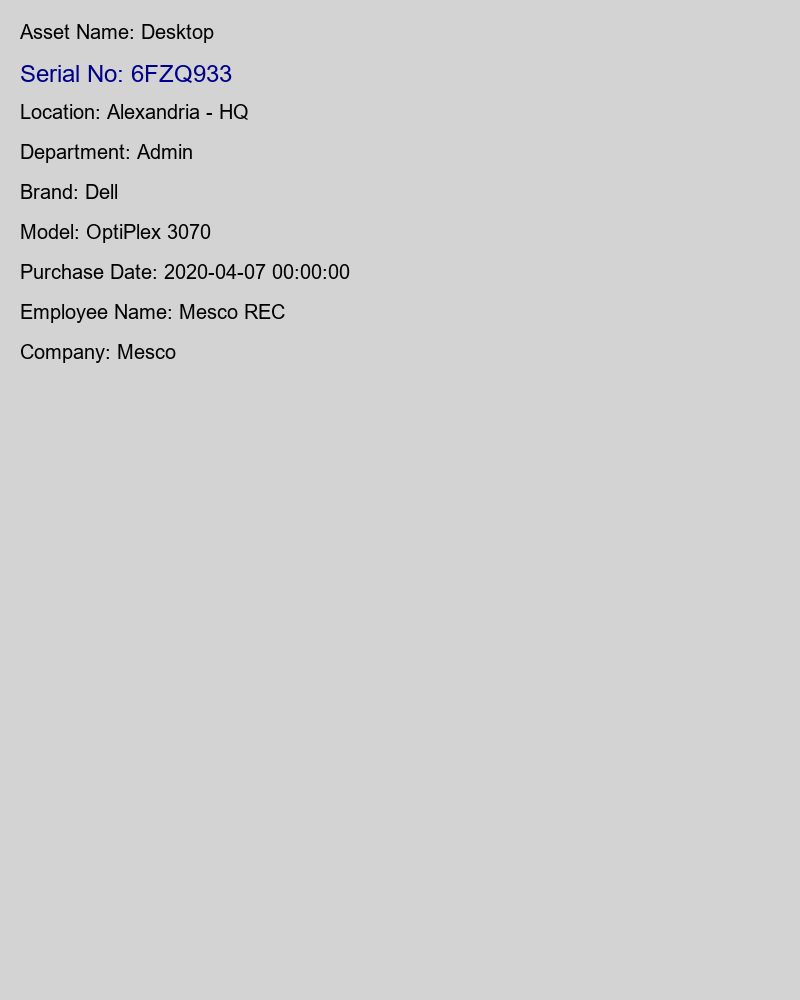 Asset Name: Desktop
Serial No: 6FZQ933
Location: Alexandria - HQ
Department: Admin
Brand: Dell
Model: OptiPlex 3070
Purchase Date: 2020-04-07 00:00:00
Employee Name: Mesco REC
Company: Mesco